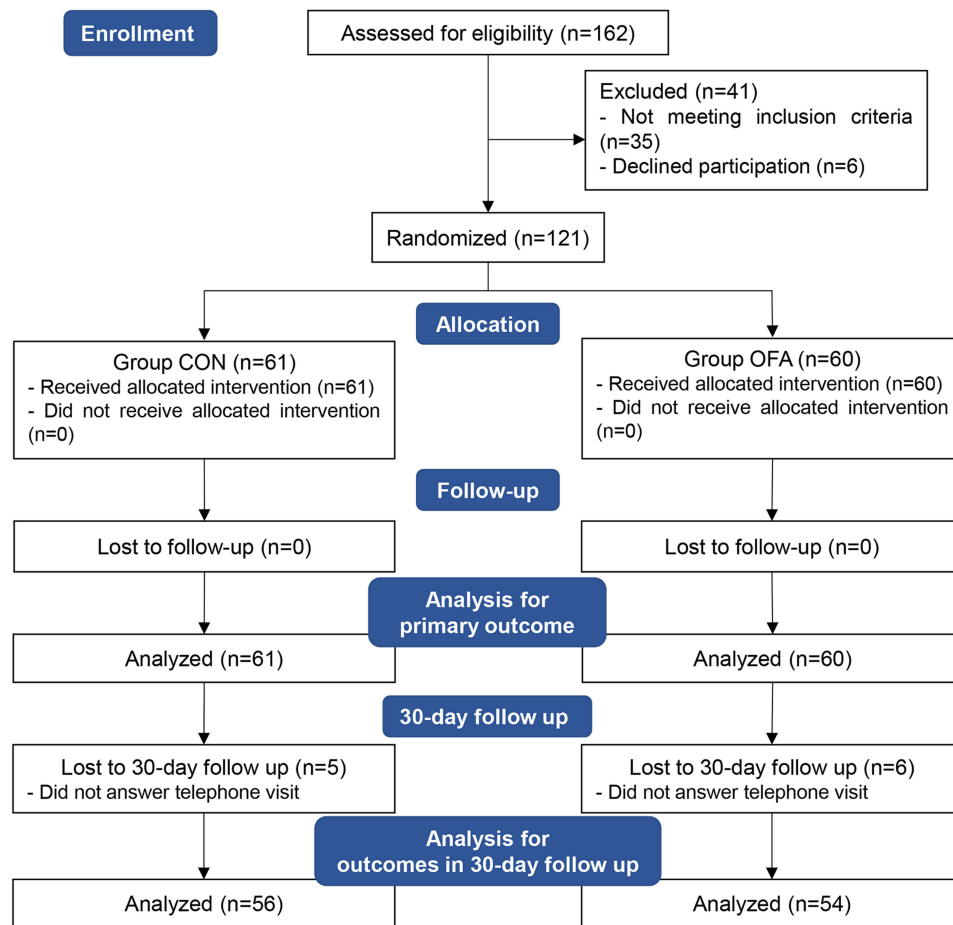 Enrollment
Assessed for eligibility (n=162)
Excluded (n=41)
- Not meeting inclusion criteria
(n=35)
- Declined participation (n=6)
Randomized (n=121)
Allocation
Group CON (n=61)
- Received allocated intervention (n=61)
- Did not receive allocated intervention
(n=0)
Group OFA (n=60)
- Received allocated intervention (n=60)
- Did not receive allocated intervention
(n=0)
Follow-up
Lost to follow-up (n=0)
Lost to follow-up (n=0)
Analysis for
primary outcome
Analyzed (n=61)
Analyzed (n=60)
30-day follow up
Lost to 30-day follow up (n=5)
- Did not answer telephone visit
Lost to 30-day follow up (n=6)
- Did not answer telephone visit
Analysis for
outcomes in 30-day follow up
Analyzed (n=56)
Analyzed (n=54)